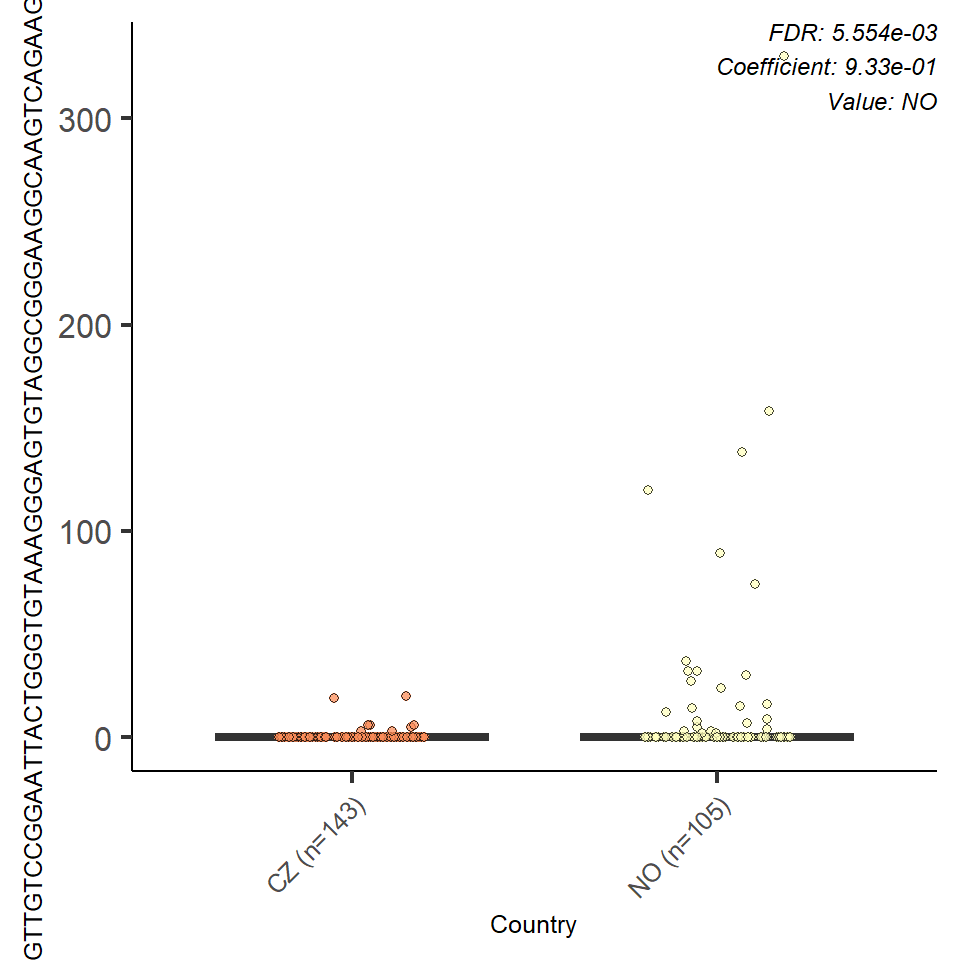 FDR: 5.554e-03
Coefficient: 9.33e-01
Value: NO
GTTGTCCGGAATTACTGGGTGTAAAGGGAGTGTAGGCGGGAAGGCAAGTCAGAAG
300
200
100
0
CZ (n=143)
NO (n=105)
Country